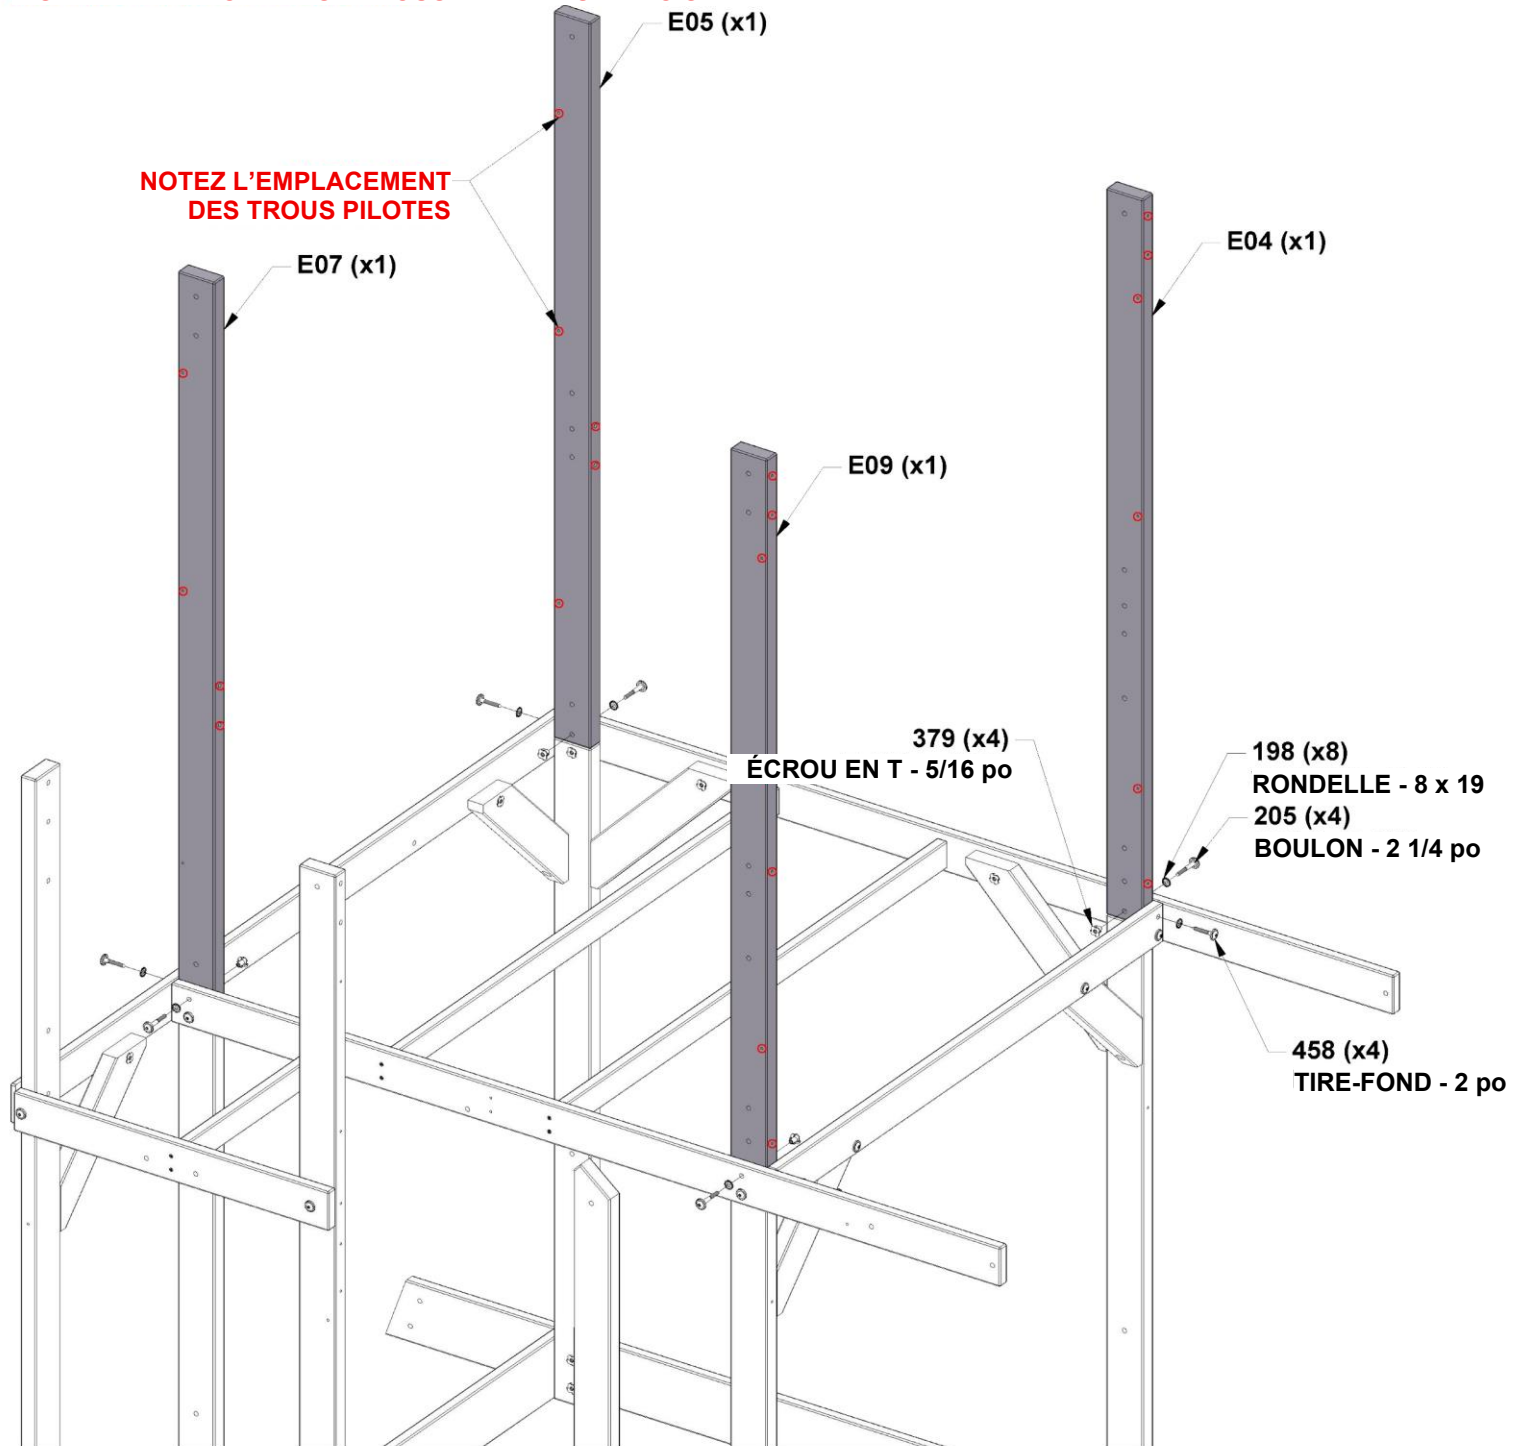 E05 (x1)
NOTEZ L’EMPLACEMENT
DES TROUS PILOTES
E07 (x1)
E04 (x1)
E09 (x1)
379 (x4)
ÉCROU EN T - 5/16 po
198 (x8)
RONDELLE - 8 x 19
205 (x4)
BOULON - 2 1/4 po
458 (x4)
TIRE-FOND - 2 po